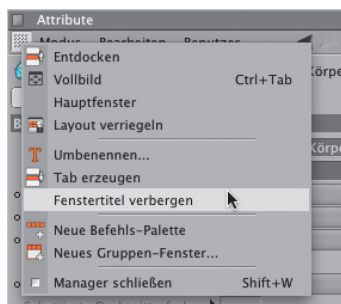 Attribute
Modus Bearbeiten Benutzer
Entdocken
Vollbild Ctrl+Tab
Hauptfenster
Layout verriegeln
Umbenennen...
Tab erzeugen
Fenstertitel verbergen
Neue Befehls-Palette
Neues Gruppen-Fenster...
Manager schließen Shift+W